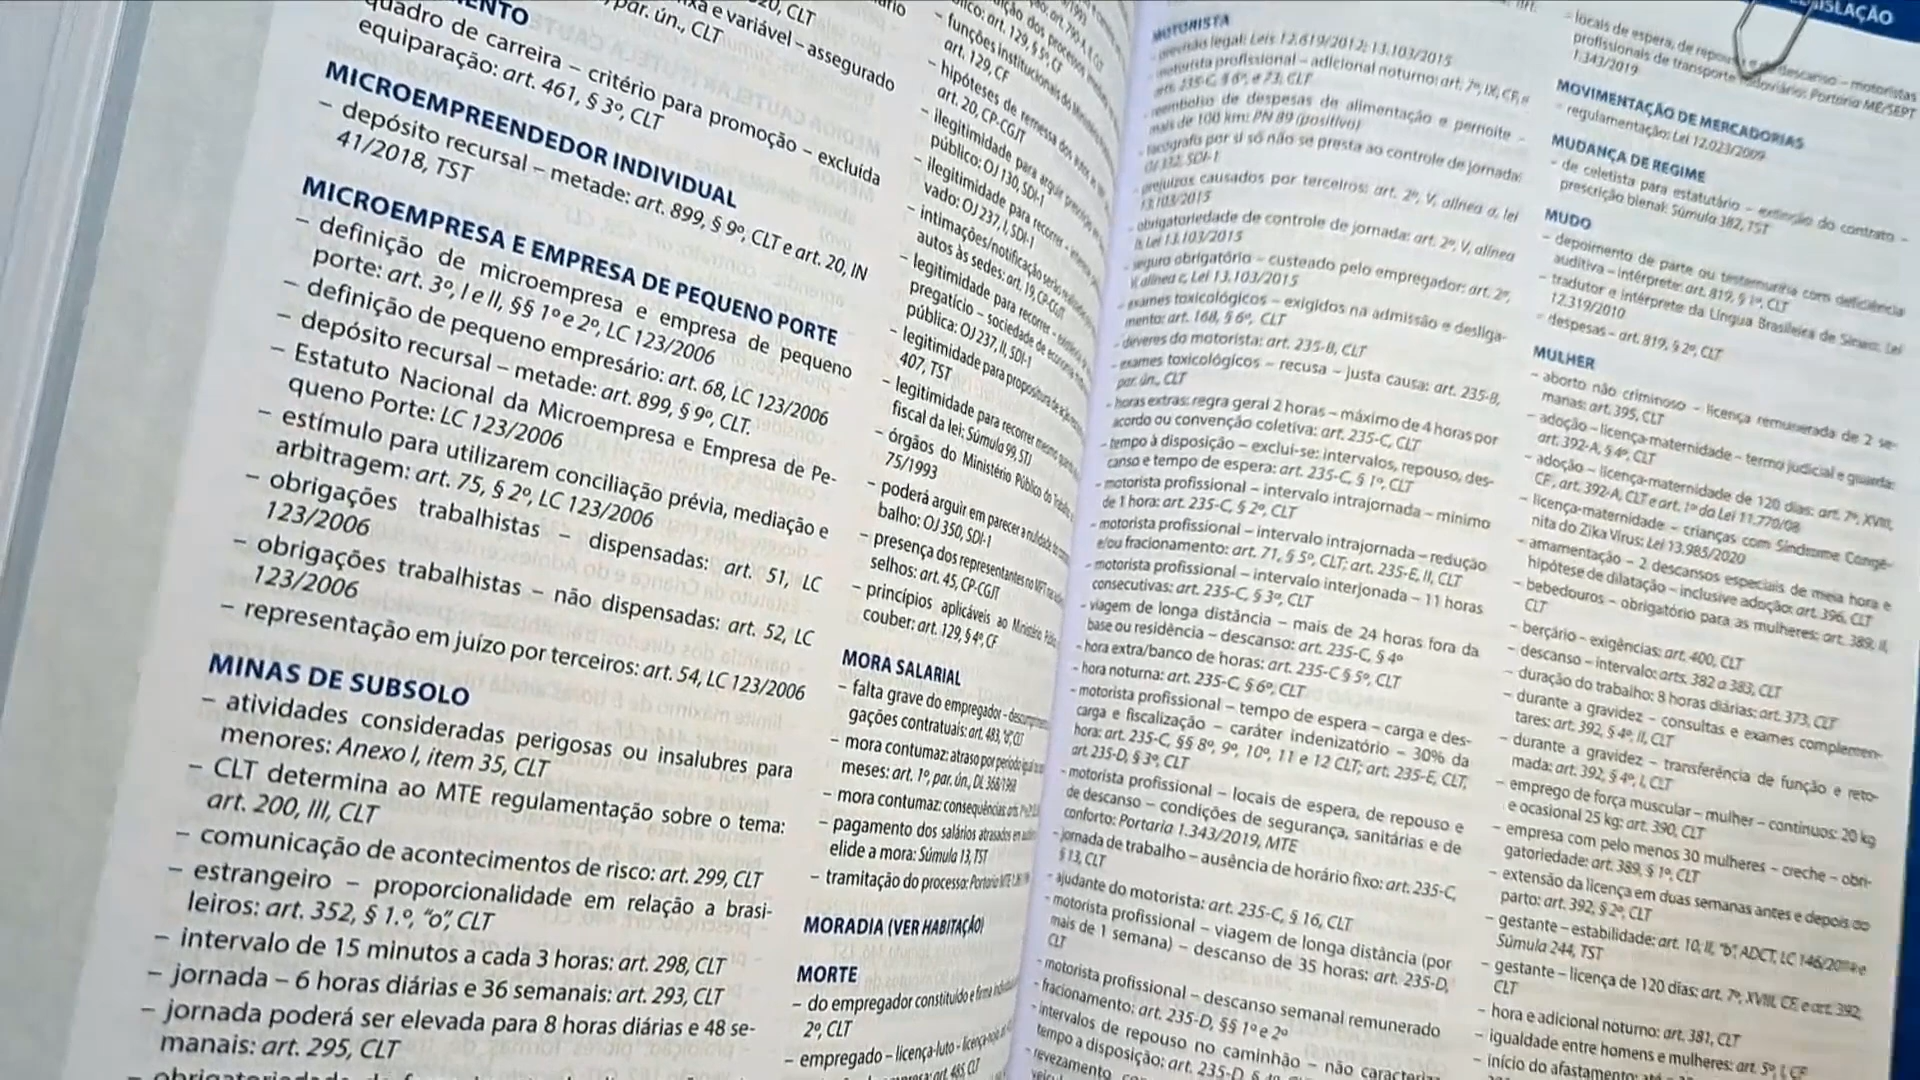 quadro de carreira – critério para promoção – excluída
equiparação: art. 461, § 3º, CLT
MICROEMPREENDEDOR INDIVIDUAL
– depósito recursal – metade: art. 899, § 9º, CLT e art. 20, IN
41/2018, TST
MICROEMPRESA E EMPRESA DE PEQUENO PORTE
– definição de microempresa e empresa de pequeno
porte: art. 3º, I e II, §§ 1º e 2º, LC 123/2006
– definição de pequeno empresário: art. 68, LC 123/2006
– depósito recursal – metade: art. 899, § 9º, CLT.
– Estatuto Nacional da Microempresa e Empresa de Pe-
queno Porte: LC 123/2006
– estímulo para utilizarem conciliação prévia, mediação e
arbitragem: art. 75, § 2º, LC 123/2006
– obrigações trabalhistas – dispensadas: art. 51, LC
123/2006
– obrigações trabalhistas – não dispensadas: art. 52, LC
123/2006
– representação em juízo por terceiros: art. 54, LC 123/2006
MINAS DE SUBSOLO
– atividades consideradas perigosas ou insalubres para
menores: Anexo I, item 35, CLT
– CLT determina ao MTE regulamentação sobre o tema:
art. 200, III, CLT
– comunicação de acontecimentos de risco: art. 299, CLT
– estrangeiro – proporcionalidade em relação a brasi-
leiros: art. 352, § 1.º, “o”, CLT
– intervalo de 15 minutos a cada 3 horas: art. 298, CLT
– jornada – 6 horas diárias e 36 semanais: art. 293, CLT
– jornada poderá ser elevada para 8 horas diárias e 48 se-
manais: art. 295, CLT
– funções institucionais do Ministério
art. 129, CF
– hipóteses de remessa dos
art. 20, CP-CGJT
– ilegitimidade para arguir
público: OJ 130, SDI-1
– ilegitimidade para recorrer
vado: OJ 237, I, SDI-1
– intimações/notificação
autos às sedes: art. 19, CP-CGJT
– legitimidade para recorrer
pregatício – sociedade de economia
pública: OJ 237, II, SDI-1
– legitimidade para propositura de
407, TST
– legitimidade para recorrer mesmo
fiscal da lei: Súmula 99, STJ
– órgãos do Ministério Público do
75/1993
– poderá arguir em parecer a nulidade
balho: OJ 350, SDI-1
– presença dos representantes no
selhos: art. 45, CP-CGJT
– princípios aplicáveis ao Ministério
couber: art. 129, § 4º, CF
MORA SALARIAL
– falta grave do empregador –
gações contratuais: art. 483, “d”, CLT
– mora contumaz: atraso por período
meses: art. 1º, par. ún., DL 368/1968
– mora contumaz: consequências:
– pagamento dos salários atrasados em
elide a mora: Súmula 13, TST
– tramitação do processo: Portaria
MORADIA (VER HABITAÇÃO)
MORTE
– do empregador constituído e firma
2º, CLT
– empregado – licença-luto –
MOTORISTA
– previsão legal: Leis 12.619/2012; 13.103/2015
– motorista profissional – adicional noturno: art. 7º, IX, CF, e
art. 235-C, § 6º, e 73, CLT
– reembolso de despesas de alimentação e pernoite –
mais de 100 km: PN 89 (positivo)
– tacógrafo por si só não se presta ao controle de jornada:
OJ 332, SDI-1
– prejuízos causados por terceiros: art. 2º, V, alínea a, lei
13.103/2015
– obrigatoriedade de controle de jornada: art. 2º, V, alínea
b, Lei 13.103/2015
– seguro obrigatório – custeado pelo empregador: art. 2º,
V, alínea c, Lei 13.103/2015
– exames toxicológicos – exigidos na admissão e desliga-
mento: art. 168, § 6º, CLT
– deveres do motorista: art. 235-B, CLT
– exames toxicológicos – recusa – justa causa: art. 235-B,
par. ún., CLT
– horas extras: regra geral 2 horas – máximo de 4 horas por
acordo ou convenção coletiva: art. 235-C, CLT
– tempo à disposição – exclui-se: intervalos, repouso, des-
canso e tempo de espera: art. 235-C, § 1º, CLT
– motorista profissional – intervalo intrajornada – mínimo
de 1 hora: art. 235-C, § 2º, CLT
– motorista profissional – intervalo intrajornada – redução
e/ou fracionamento: art. 71, § 5º, CLT; art. 235-E, II, CLT
– motorista profissional – intervalo interjornada – 11 horas
consecutivas: art. 235-C, § 3º, CLT
– viagem de longa distância – mais de 24 horas fora da
base ou residência – descanso: art. 235-C, § 4º
– hora extra/banco de horas: art. 235-C § 5º, CLT
– hora noturna: art. 235-C, § 6º, CLT
– motorista profissional – tempo de espera – carga e des-
carga e fiscalização – caráter indenizatório – 30% da
hora: art. 235-C, §§ 8º, 9º, 10º, 11 e 12 CLT; art. 235-E, CLT,
art. 235-D, § 3º, CLT
– motorista profissional – locais de espera, de repouso e
de descanso – condições de segurança, sanitárias e de
conforto: Portaria 1.343/2019, MTE
– jornada de trabalho – ausência de horário fixo: art. 235-C,
§ 13, CLT
– ajudante do motorista: art. 235-C, § 16, CLT
– motorista profissional – viagem de longa distância (por
mais de 1 semana) – descanso de 35 horas: art. 235-D,
CLT
– motorista profissional – descanso semanal remunerado
– fracionamento: art. 235-D, §§ 1º e 2º
– intervalos de repouso no caminhão – não caracteriza
tempo à disposição: art. 235-D
– locais de espera, de repouso e de descanso – motoristas
profissionais de transporte rodoviário: Portaria ME/SEPT
1.343/2019
MOVIMENTAÇÃO DE MERCADORIAS
– regulamentação: Lei 12.023/2009
MUDANÇA DE REGIME
– de celetista para estatutário – extinção do contrato –
prescrição bienal: Súmula 382, TST
MUDO
– depoimento de parte ou testemunha com deficiência
auditiva – intérprete: art. 819, § 1º, CLT
– tradutor e intérprete da Língua Brasileira de Sinais: Lei
12.319/2010
– despesas – art. 819, § 2º, CLT
MULHER
– aborto não criminoso – licença remunerada de 2 se-
manas: art. 395, CLT
– adoção – licença-maternidade – termo judicial e guarda:
art. 392-A, § 4º, CLT
– adoção – licença-maternidade de 120 dias: art. 7º, XVIII,
CF, art. 392-A, CLT e art. 1º da Lei 11.770/08
– licença-maternidade – crianças com Síndrome Congê-
nita do Zika Vírus: Lei 13.985/2020
– amamentação – 2 descansos especiais de meia hora e
hipótese de dilatação – inclusive adoção: art. 396, CLT
– bebedouros – obrigatório para as mulheres: art. 389, II,
CLT
– berçário – exigências: art. 400, CLT
– descanso – intervalo: arts. 382 a 383, CLT
– duração do trabalho: 8 horas diárias: art. 373, CLT
– durante a gravidez – consultas e exames complemen-
tares: art. 392, § 4º, II, CLT
– durante a gravidez – transferência de função e reto-
mada: art. 392, § 4º, I, CLT
– emprego de força muscular – mulher – contínuos: 20 kg
e ocasional 25 kg: art. 390, CLT
– empresa com pelo menos 30 mulheres – creche – obri-
gatoriedade: art. 389, § 1º, CLT
– extensão da licença em duas semanas antes e depois do
parto: art. 392, § 2º, CLT
– gestante – estabilidade: art. 10, II, “b”, ADCT, LC 146/2014 e
Súmula 244, TST
– gestante – licença de 120 dias: art. 7º, XVIII, CF, e art. 392,
CLT
– hora e adicional noturno: art. 381, CLT
– igualdade entre homens e mulheres: art. 5º, I, CF
– início do afastamento: